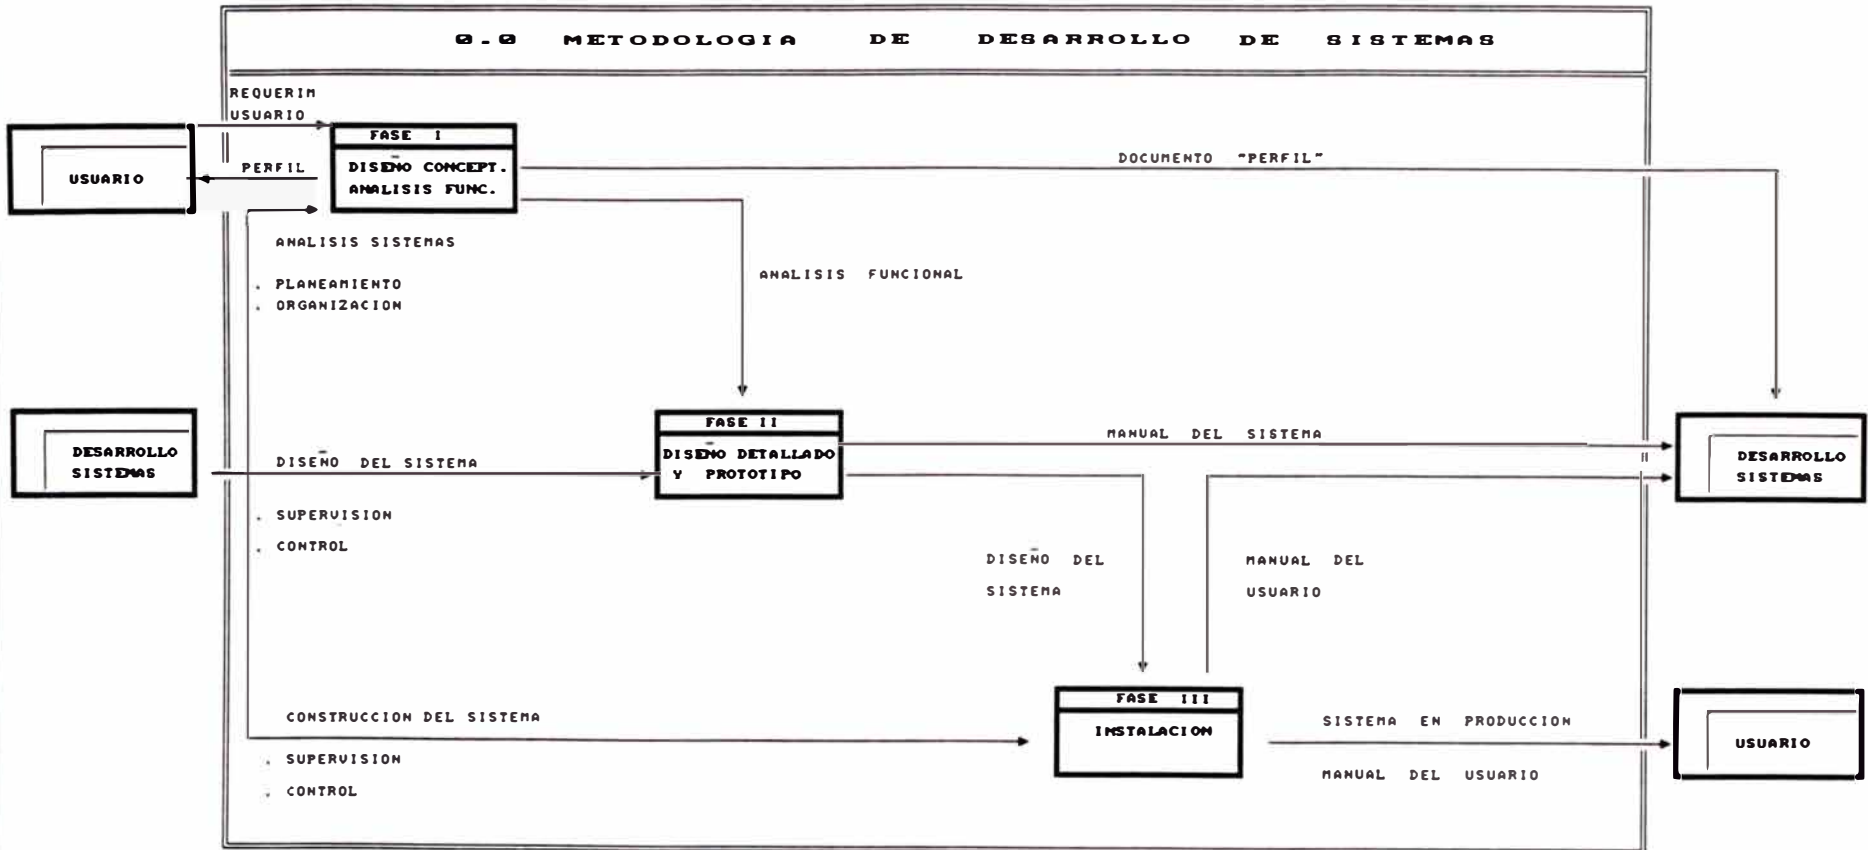 0.0 METODOLOGIA DE DESARROLLO DE SISTEMAS
REQUERIM
USUARIO
FASE I
DISEÑO CONCEPT.
ANALISIS FUNC.
USUARIO
PERFIL
DOCUMENTO "PERFIL"
ANALISIS SISTEMAS
. PLANEAMIENTO
. ORGANIZACION
ANALISIS FUNCIONAL
DESARROLLO
SISTEMAS
DISEÑO DEL SISTEMA
FASE II
DISEÑO DETALLADO
Y PROTOTIPO
MANUAL DEL SISTEMA
DESARROLLO
SISTEMAS
. SUPERVISION
. CONTROL
DISEÑO DEL
SISTEMA
MANUAL DEL
USUARIO
CONSTRUCCION DEL SISTEMA
. SUPERVISION
. CONTROL
FASE III
INSTALACION
SISTEMA EN PRODUCCION
MANUAL DEL USUARIO
USUARIO